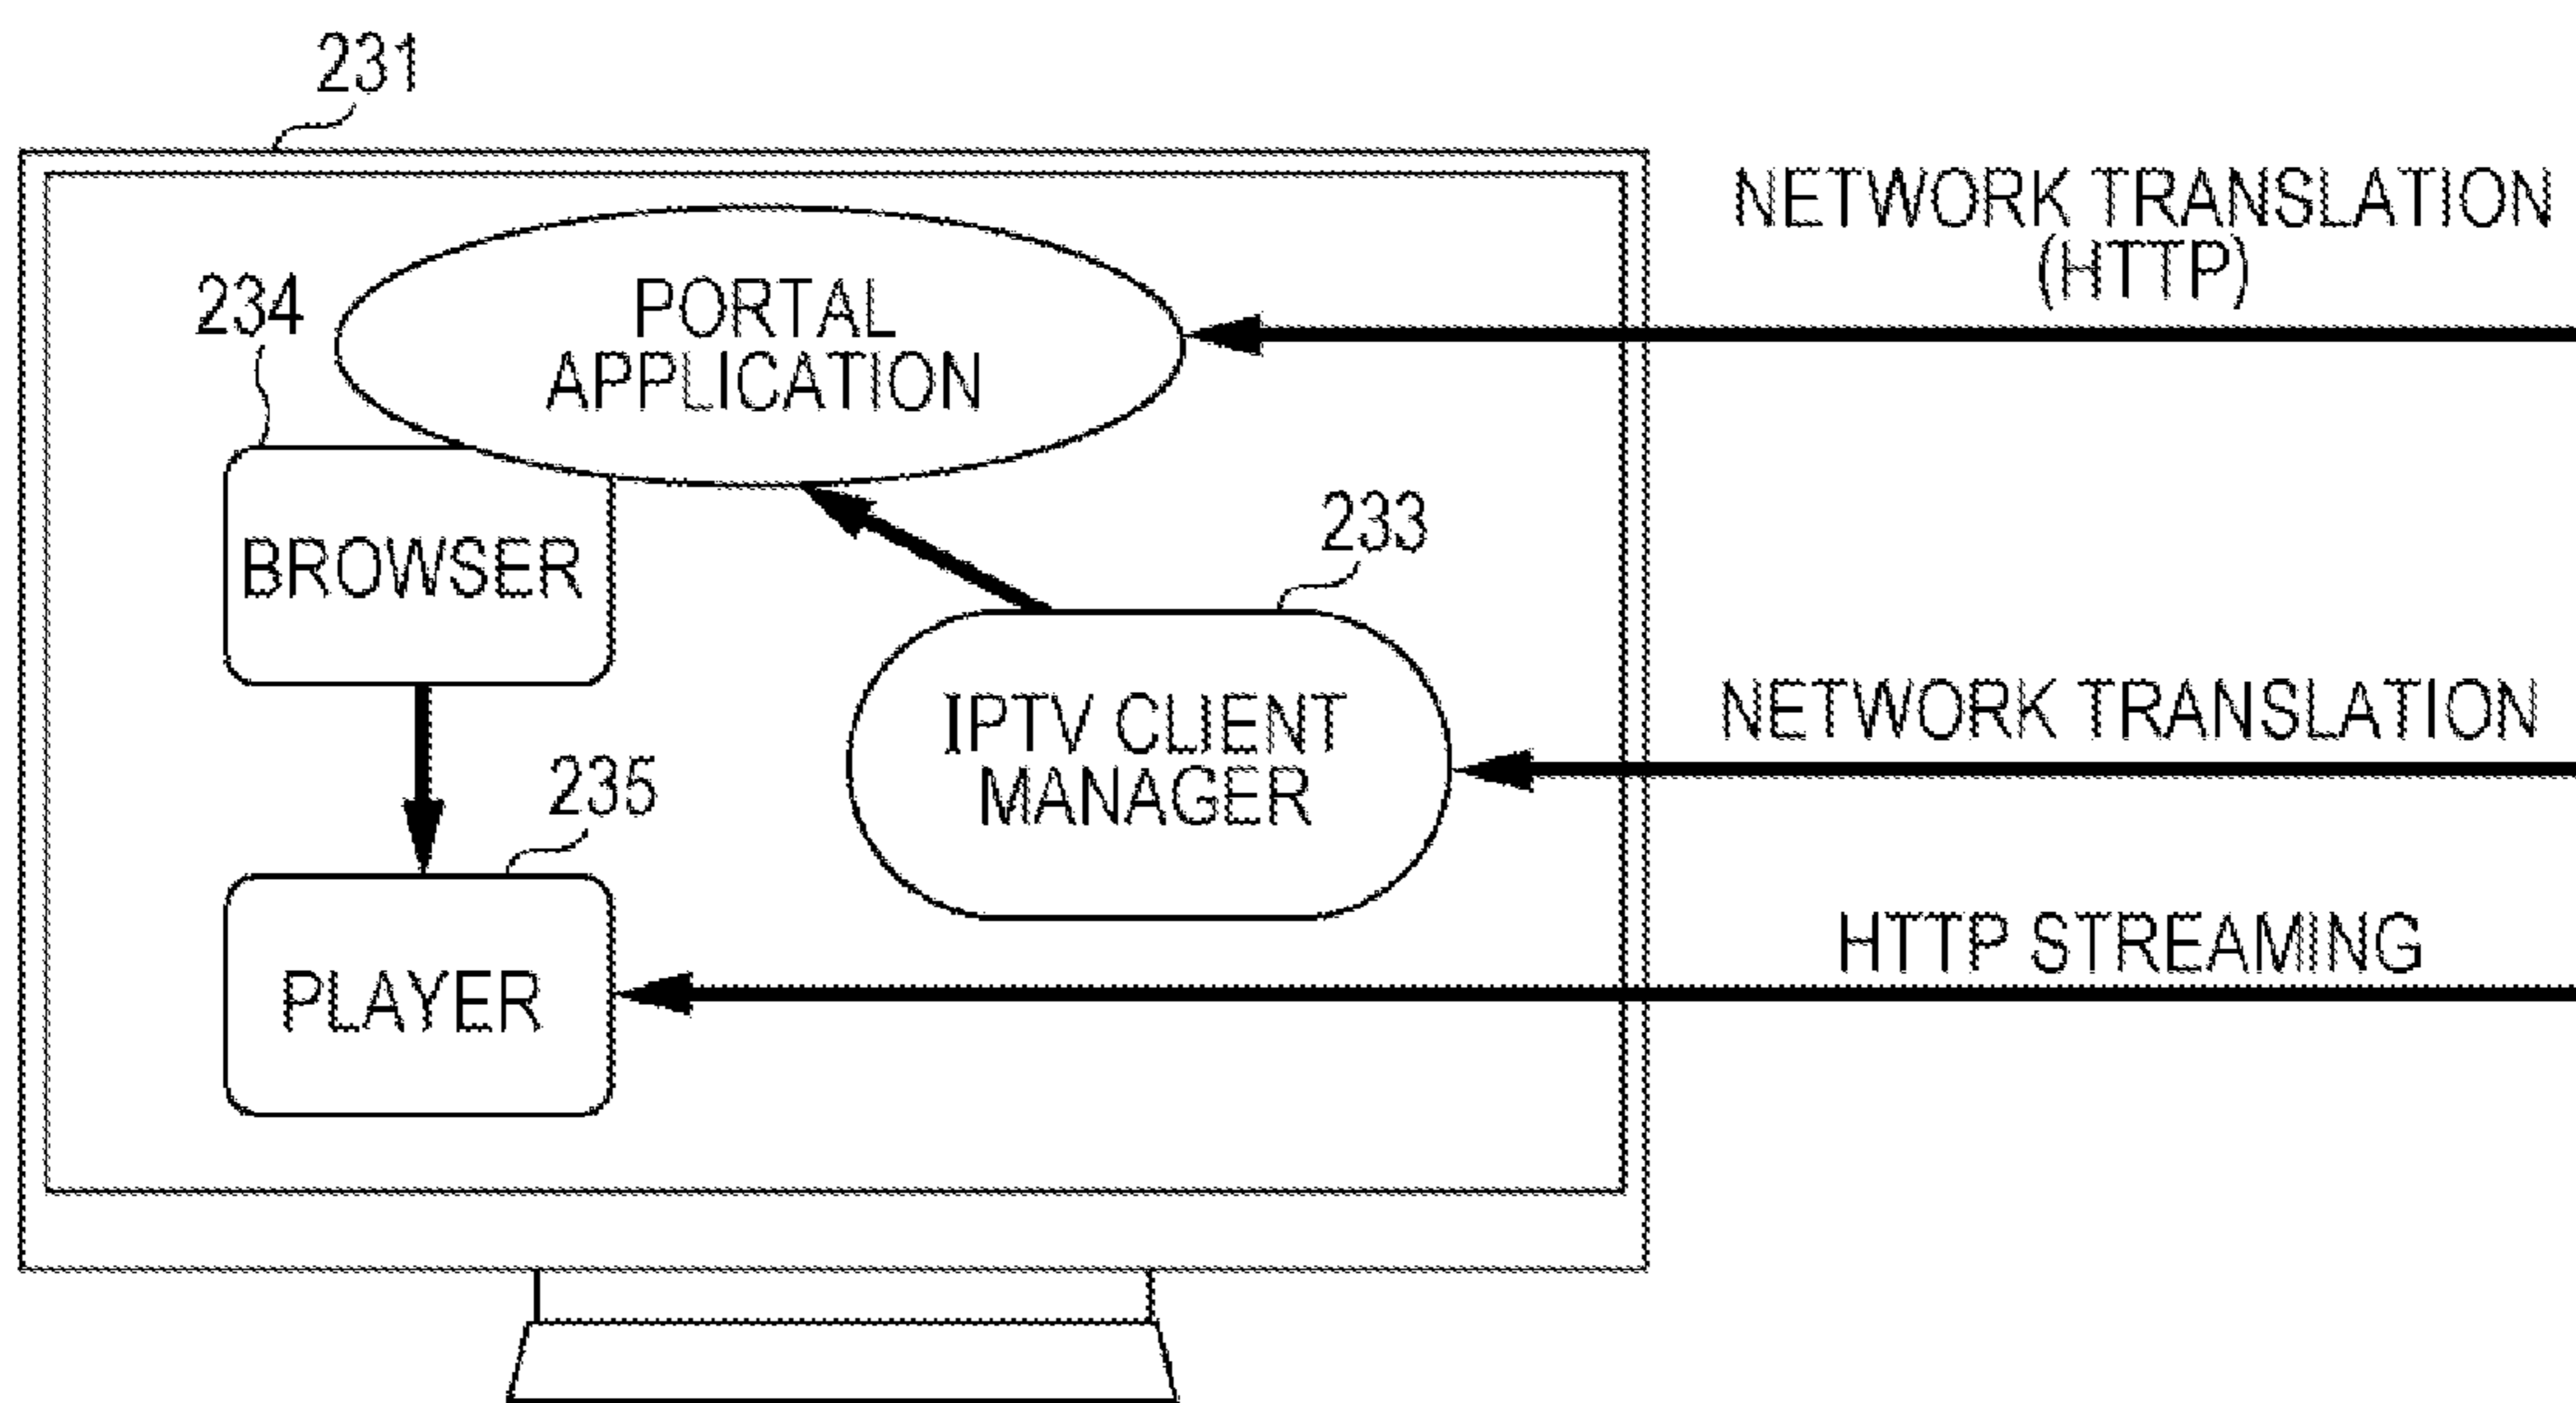 231
NETWORK TRANSLATION
(HTTP)
234
PORTAL
APPLICATION
233
BROWSER
IPTV CLIENT
MANAGER
NETWORK TRANSLATION
235
HTTP STREAMING
PLAYER